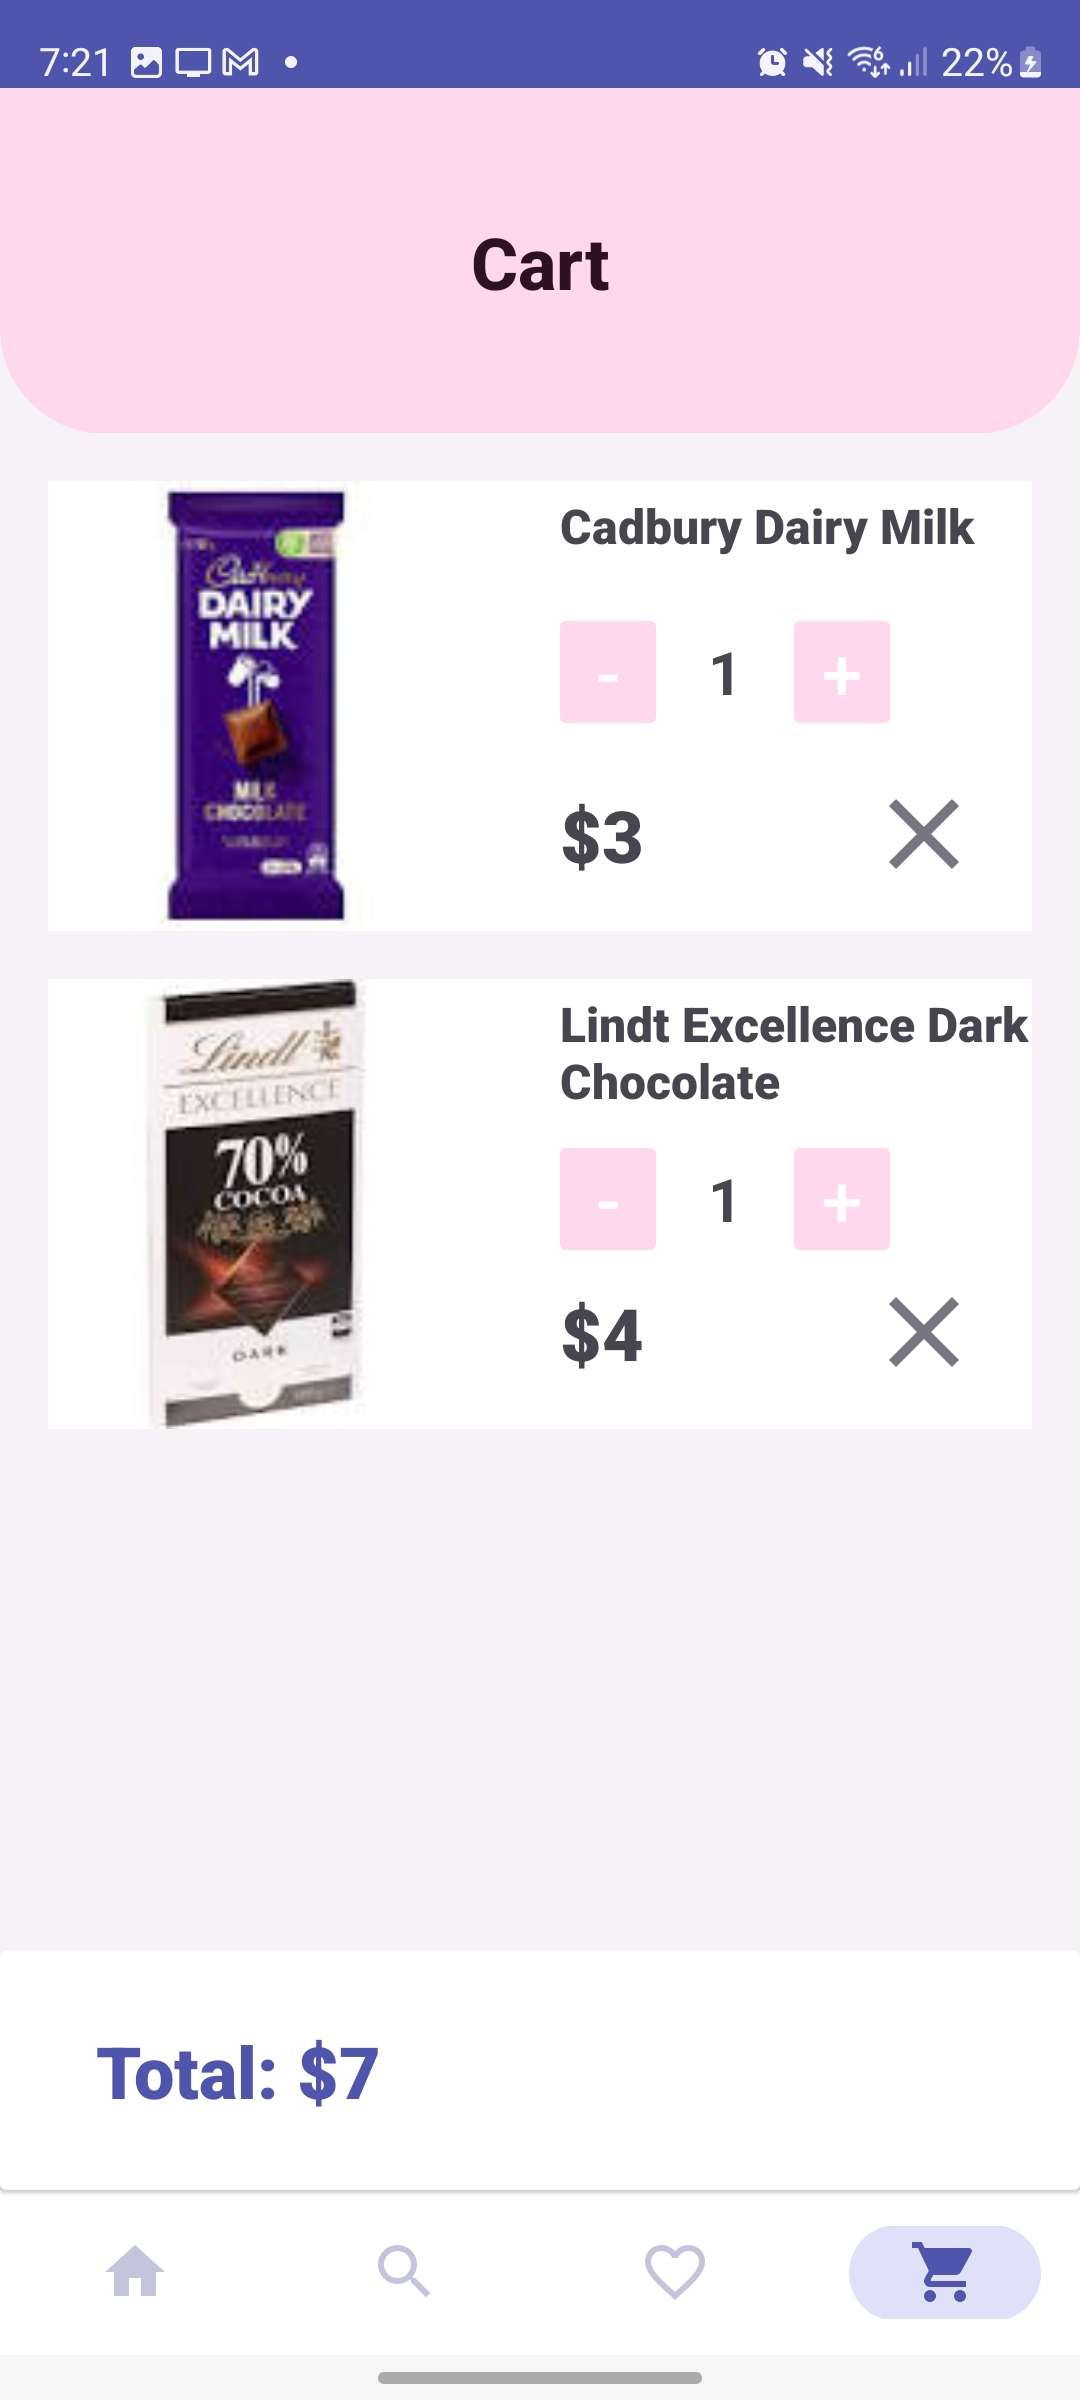 7:21
22%
Cart
Cadbury
DAIRY
MILK
MILK
CHOCOLATE
Cadbury Dairy Milk
- 1 +
$3
Lindt
EXCELLENCE
70%
COCOA
DARK
Lindt Excellence Dark
Chocolate
- 1 +
$4
Total: $7